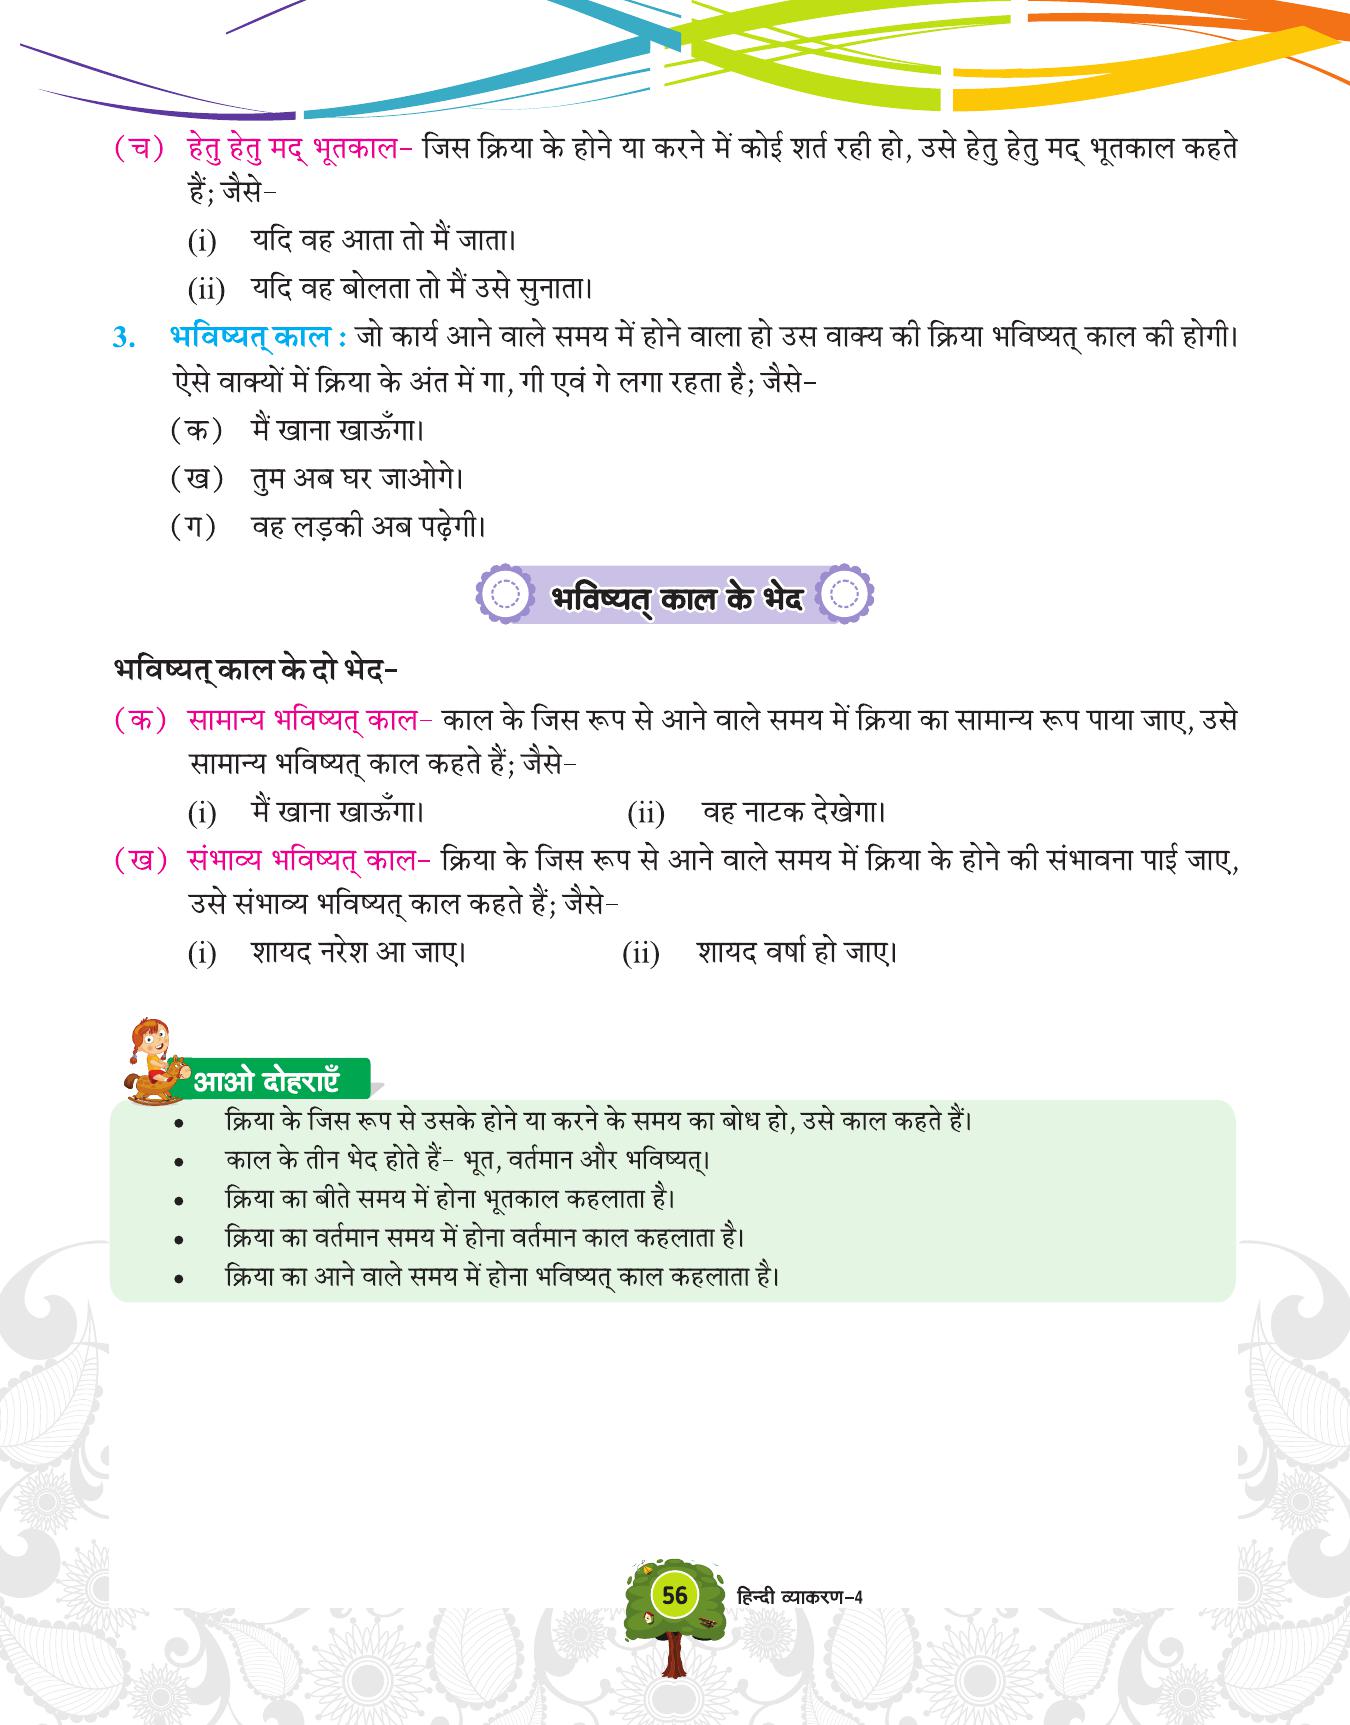 (च) हेतु हेतु मद् भूतकाल– जिस क्रिया के होने या करने में कोई शर्त रही हो, उसे हेतु हेतु मद् भूतकाल कहते
हैं; जैसे–
(i) यदि वह आता तो मैं जाता।
(ii) यदि वह बोलता तो मैं उसे सुनाता।
3. भविष्यत् काल : जो कार्य आने वाले समय में होने वाला हो उस वाक्य की क्रिया भविष्यत् काल की होगी।
ऐसे वाक्यों में क्रिया के अंत में गा, गी एवं गे लगा रहता है; जैसे–
(क) मैं खाना खाऊँगा।
(ख) तुम अब घर जाओगे।
(ग) वह लड़की अब पढ़ेगी।
भविष्यत् काल के भेद
भविष्यत् काल के दो भेद–
(क) सामान्य भविष्यत् काल– काल के जिस रूप से आने वाले समय में क्रिया का सामान्य रूप पाया जाए, उसे
सामान्य भविष्यत् काल कहते हैं; जैसे–
(i) मैं खाना खाऊँगा। (ii) वह नाटक देखेगा।
(ख) संभाव्य भविष्यत् काल– क्रिया के जिस रूप से आने वाले समय में क्रिया के होने की संभावना पाई जाए,
उसे संभाव्य भविष्यत् काल कहते हैं; जैसे–
(i) शायद नरेश आ जाए। (ii) शायद वर्षा हो जाए।
आओ दोहराएँ
• क्रिया के जिस रूप से उसके होने या करने के समय का बोध हो, उसे काल कहते हैं।
• काल के तीन भेद होते हैं– भूत, वर्तमान और भविष्यत्।
• क्रिया का बीते समय में होना भूतकाल कहलाता है।
• क्रिया का वर्तमान समय में होना वर्तमान काल कहलाता है।
• क्रिया का आने वाले समय में होना भविष्यत् काल कहलाता है।
56 हिन्दी व्याकरण–4